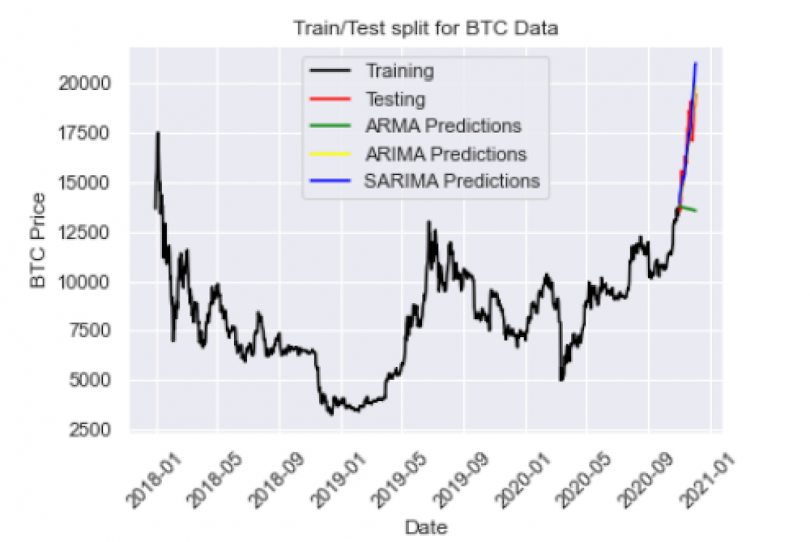 Train/Test split for BTC Data
Training
Testing
ARMA Predictions
ARIMA Predictions
SARIMA Predictions
20000
17500
15000
12500
10000
7500
5000
2500
BTC Price
2018-01
2018-05
2018-09
2019-01
2019-05
2019-09
2020-01
2020-05
2020-09
2021-01
Date